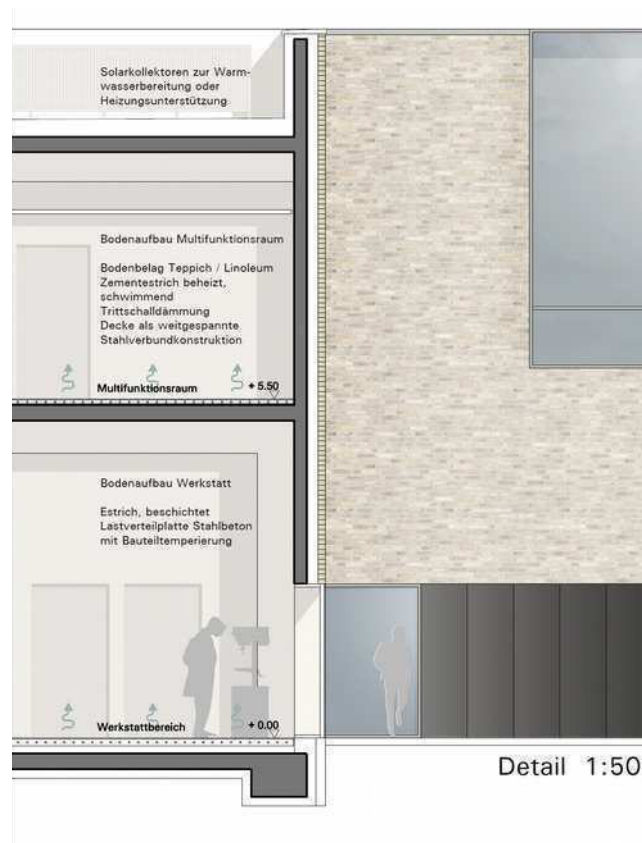 Solarkollektoren zur Warm-
wasserbereitung oder
Heizungsunterstützung
Bodenaufbau Multifunktionsraum
Bodenbelag Teppich / Linoleum
Zementestrich beheizt,
schwimmend
Trittschalldämmung
Decke als weitgespannte
Stahlverbundkonstruktion
Multifunktionsraum + 5.50
Bodenaufbau Werkstatt
Estrich, beschichtet
Lastverteilplatte Stahlbeton
mit Bauteiltemperierung
Werkstattbereich + 0.00
Detail 1:50